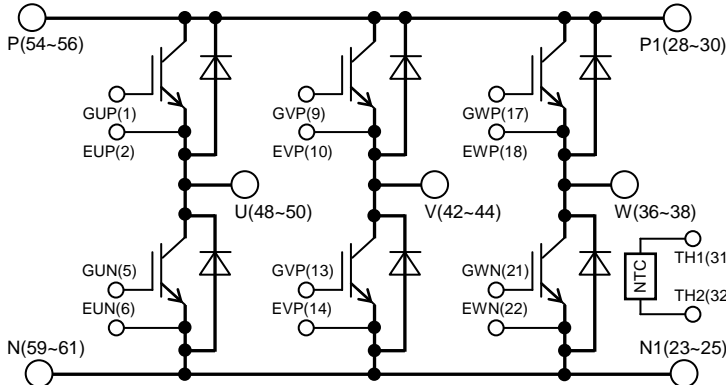 P(54~56)
P1(28~30)
GUP(1)
GVP(9)
GWP(17)
EUP(2)
EVP(10)
EWP(18)
U(48~50)
V(42~44)
W(36~38)
GUN(5)
GVP(13)
GWN(21)
TH1(31
NTC
EUN(6)
EVP(14)
EWN(22)
TH2(32
N(59~61)
N1(23~25)